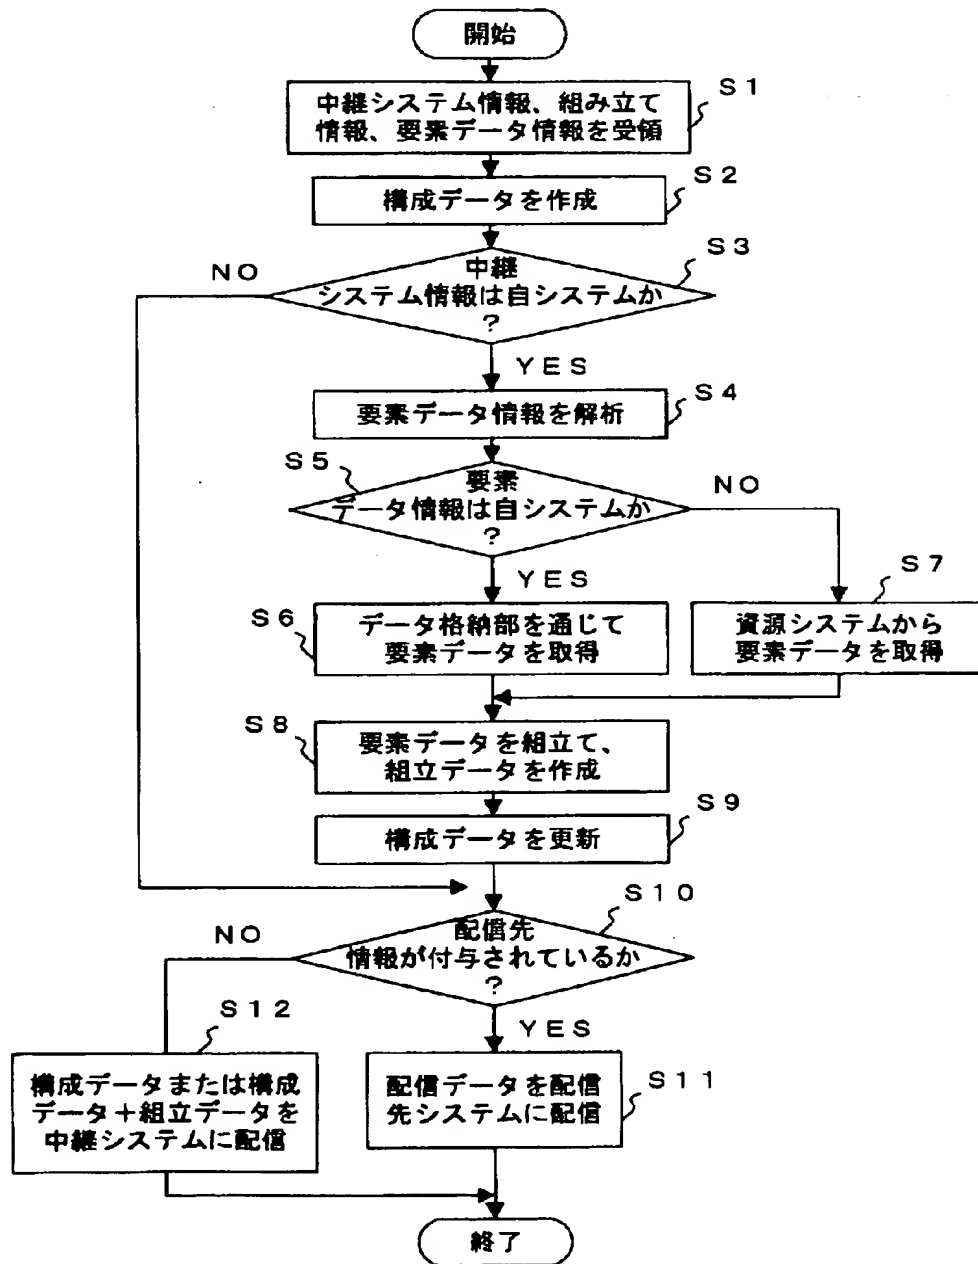 開始
S1
中継システム情報、組み立て
情報、要素データ情報を受領
S2
構成データを作成
S3
NO
中継
システム情報は自システムか
?
YES
S4
要素データ情報を解析
S5
要素
データ情報は自システムか
?
NO
YES
S7
S6
データ格納部を通じて
要素データを取得
資源システムから
要素データを取得
S8
要素データを組立て、
組立データを作成
S9
構成データを更新
S10
NO
配信先
情報が付与されているか
?
S12
YES
構成データまたは構成
データ+組立データを
中継システムに配信
配信データを配信
先システムに配信
S11
終了